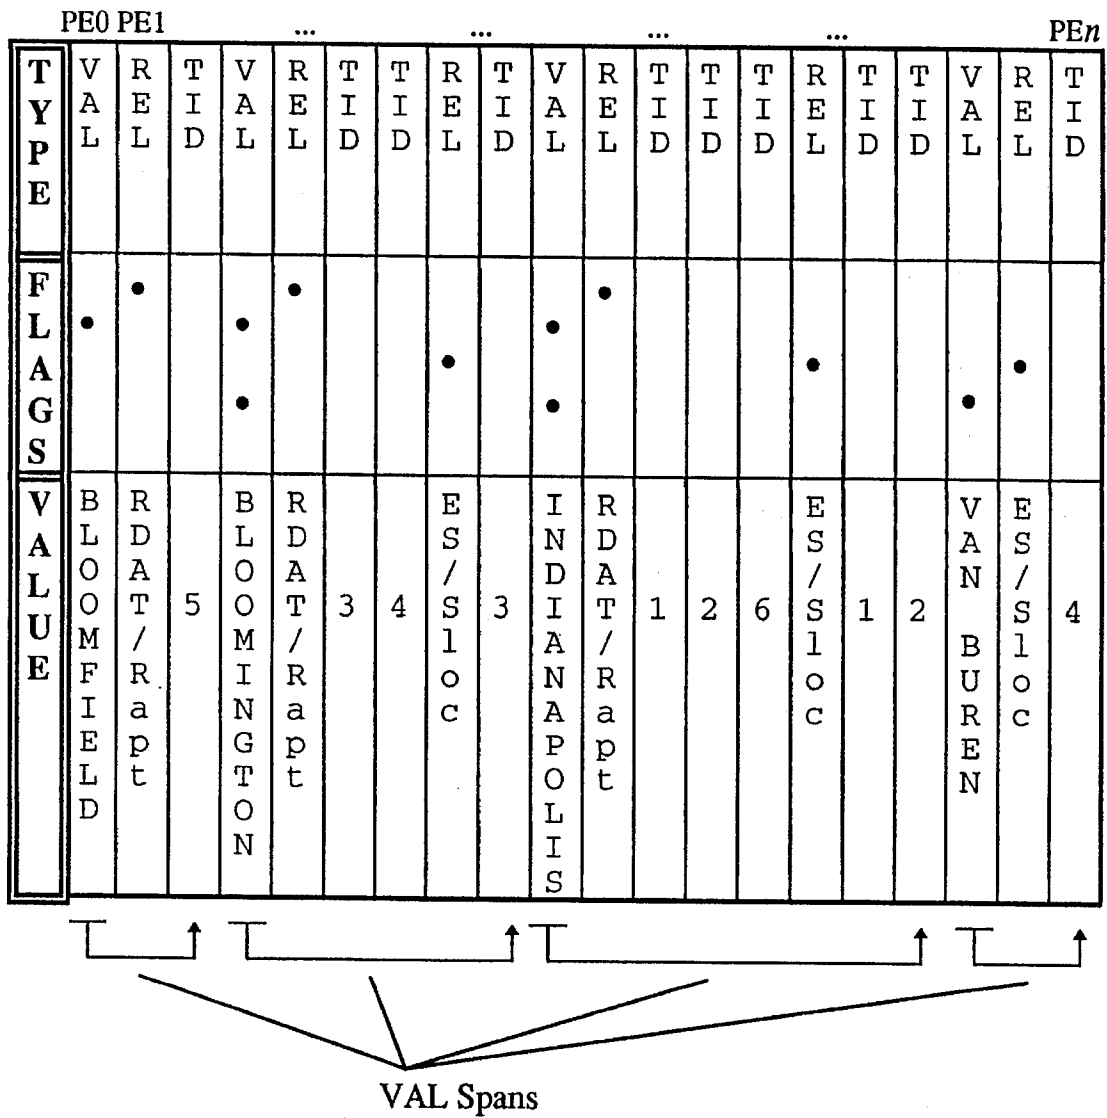 PE0 PE1 ... ... ... ... PEn
TYPE VAL REL TID VAL REL TID TID REL TID VAL REL TID TID TID REL TID TID VAL REL TID
FLAGS
VALUE BLOOMFIELD RDAT/Rapt 5 BLOOMINGTON RDAT/Rapt 3 4 ES/Sloc 3 INDIANAPOLIS RDAT/Rapt 1 2 6 ES/Sloc 1 2 VAN BUREN ES/Sloc 4
VAL Spans